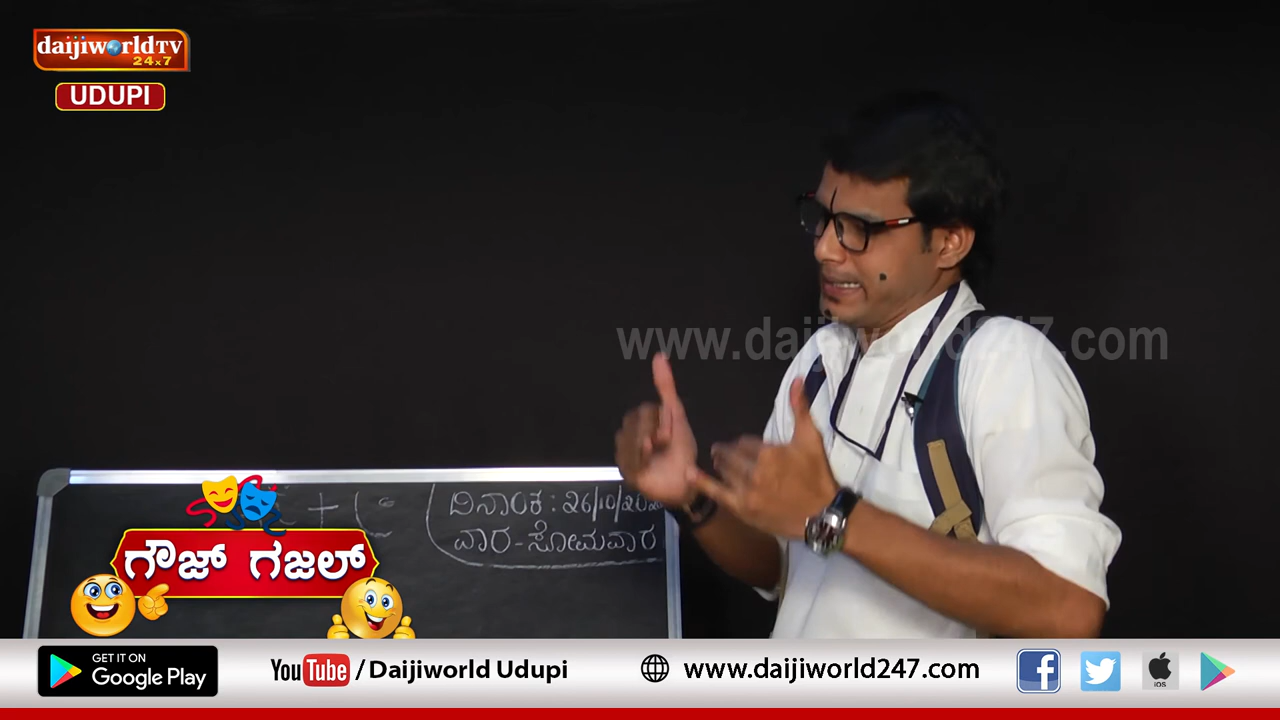 daijiworldTV
24x7
UDUPI
www.daijiworld247.com
ದಿನಾಂಕ : 26/10/
ವಾರ - ಸೋಮವಾರ
ಗೌಜ್ ಗಜಲ್
GET IT ON
Google Play
YouTube / Daijiworld Udupi
www.daijiworld247.com
iOS